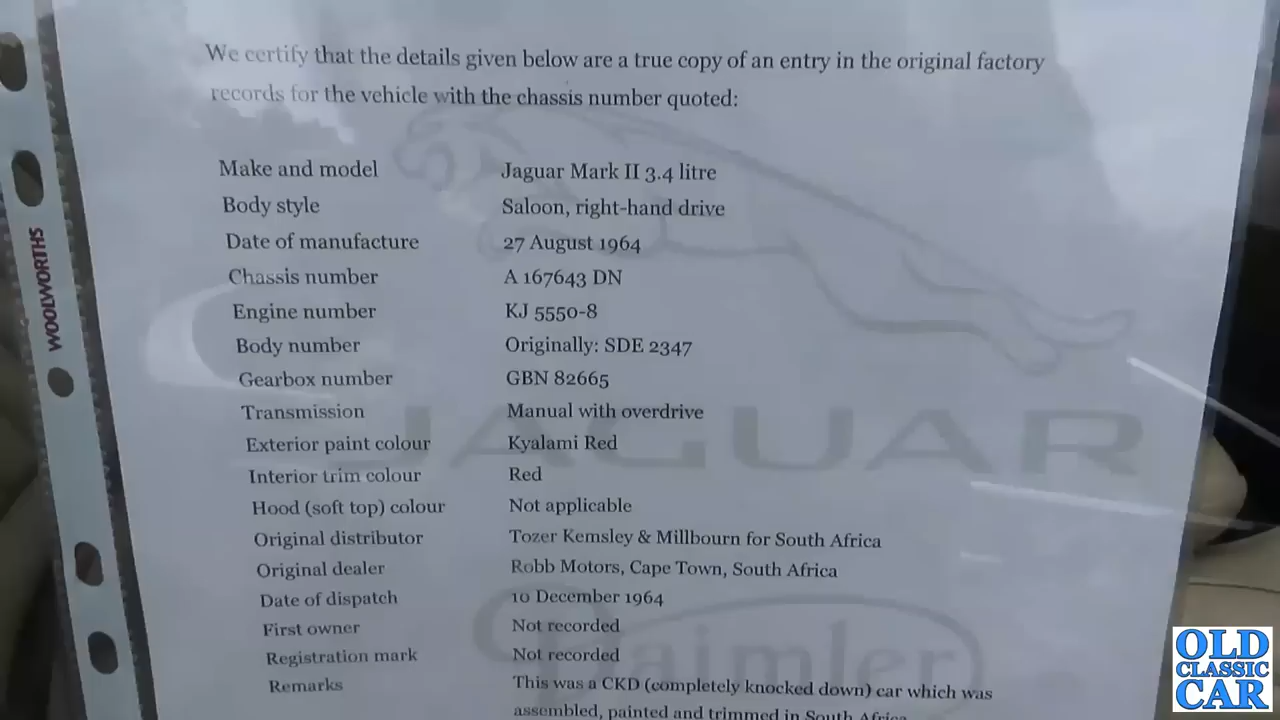 We certify that the details given below are a true copy of an entry in the original factory
records for the vehicle with the chassis number quoted:
Make and model Jaguar Mark II 3.4 litre
Body style Saloon, right-hand drive
Date of manufacture 27 August 1964
Chassis number A 167643 DN
Engine number KJ 5550-8
Body number Originally: SDE 2347
Gearbox number GBN 82665
Transmission Manual with overdrive
Exterior paint colour Kyalami Red
Interior trim colour Red
Hood (soft top) colour Not applicable
Original distributor Tozer Kemsley & Millbourn for South Africa
Original dealer Robb Motors, Cape Town, South Africa
Date of dispatch 10 December 1964
First owner Not recorded
Registration mark Not recorded
Remarks This was a CKD (completely knocked down) car which was
assembled, painted and trimmed in South Africa
WOOLWORTHS
JAGUAR
Daimler
OLD
CLASSIC
CAR